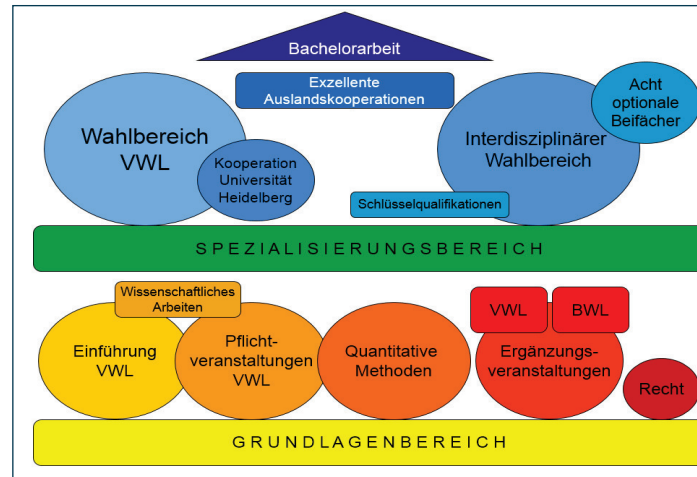 Bachelorarbeit
Exzellente
Auslandskooperationen
Acht
optionale
Beifächer
Wahlbereich
VWL
Interdisziplinärer
Wahlbereich
Kooperation
Universität
Heidelberg
Schlüsselqualifikationen
SPEZIALISIERUNGSBEREICH
Wissenschaftliches
Arbeiten
VWL
BWL
Einführung
VWL
Pflicht-
veranstaltungen
VWL
Quantitative
Methoden
Ergänzungs-
veranstaltungen
Recht
GRUNDLAGENBEREICH